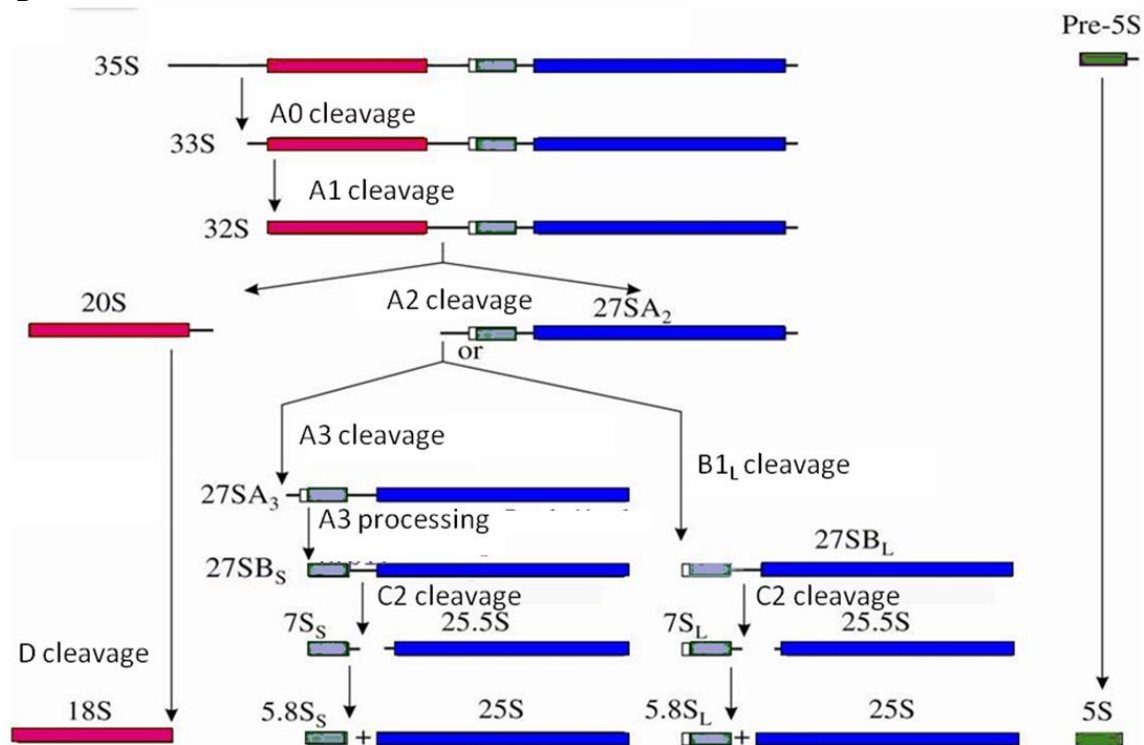 Pre-5S
35S
A0 cleavage
33S
A1 cleavage
32S
20S
A2 cleavage
27SA2
or
A3 cleavage
B1L cleavage
27SA3
A3 processing
27SBL
27SBS
C2 cleavage
C2 cleavage
7SS
25.5S
7SL
25.5S
D cleavage
18S
5.8SS
+
25S
5.8SL
+
25S
5S